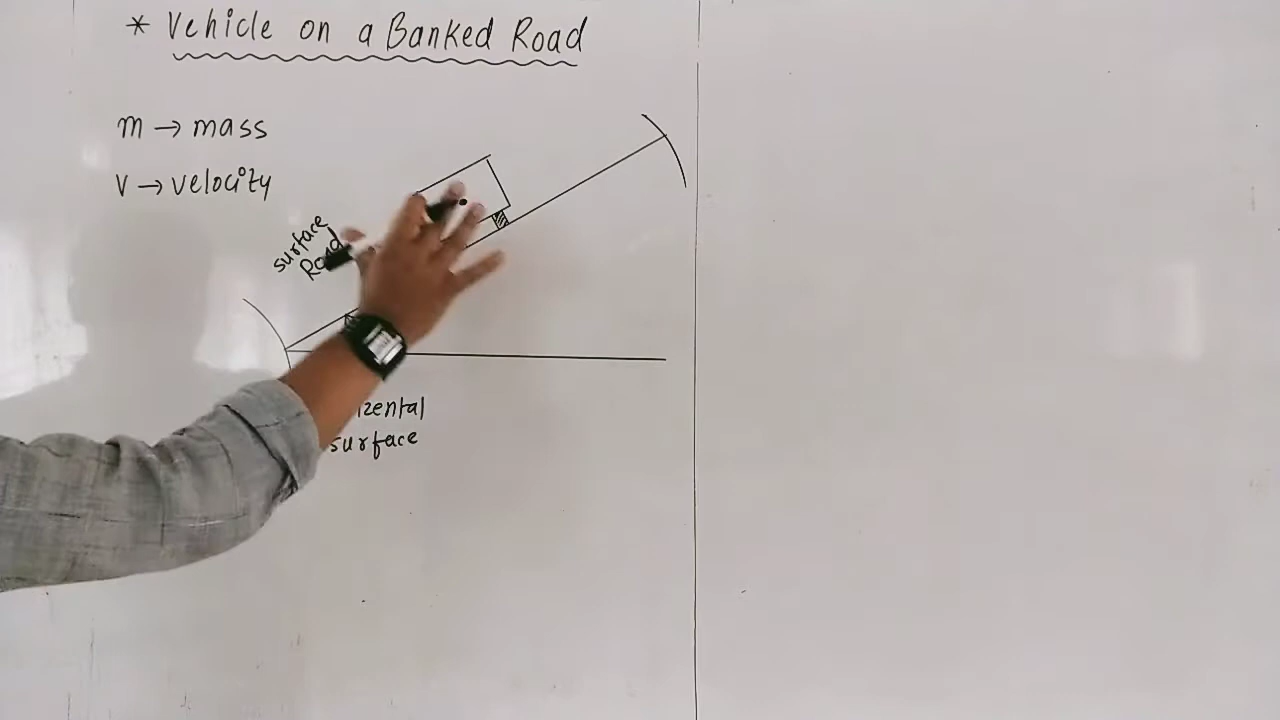 * Vehicle on a Banked Road
m → mass
v → velocity
surface
Road
surface